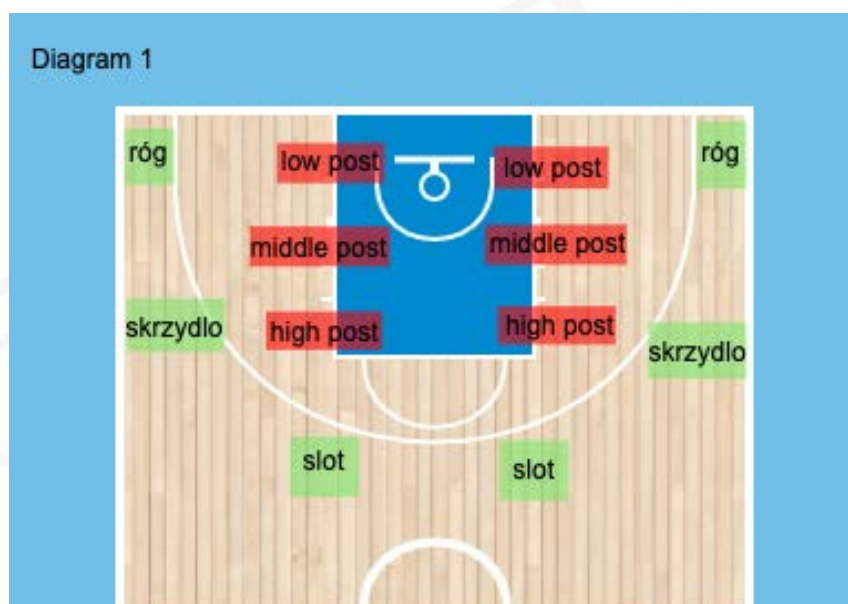 Diagram 1
róg
low post
low post
róg
middle post
middle post
skrzydlo
high post
high post
skrzydlo
slot
slot